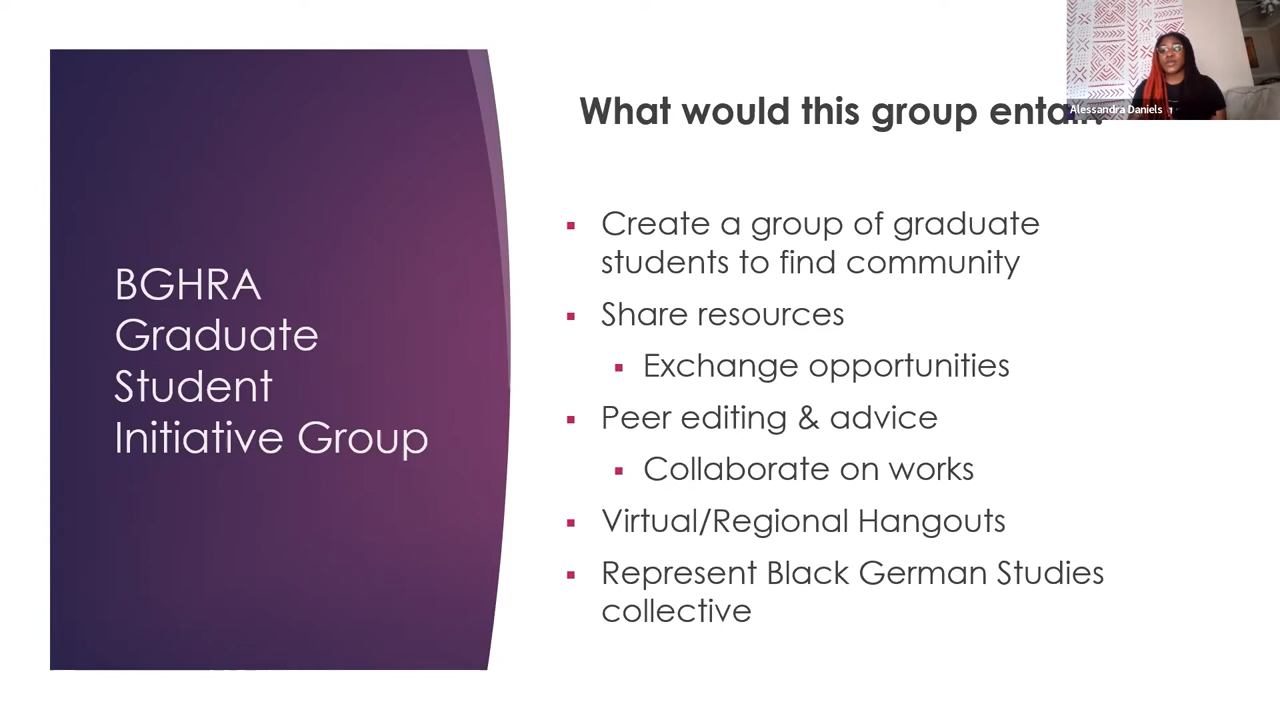 BGHRA
Graduate
Student
Initiative Group
What would this group
Alessandra Daniels
Create a group of graduate
students to find community
Share resources
Exchange opportunities
Peer editing & advice
Collaborate on works
Virtual/Regional Hangouts
Represent Black German Studies
collective